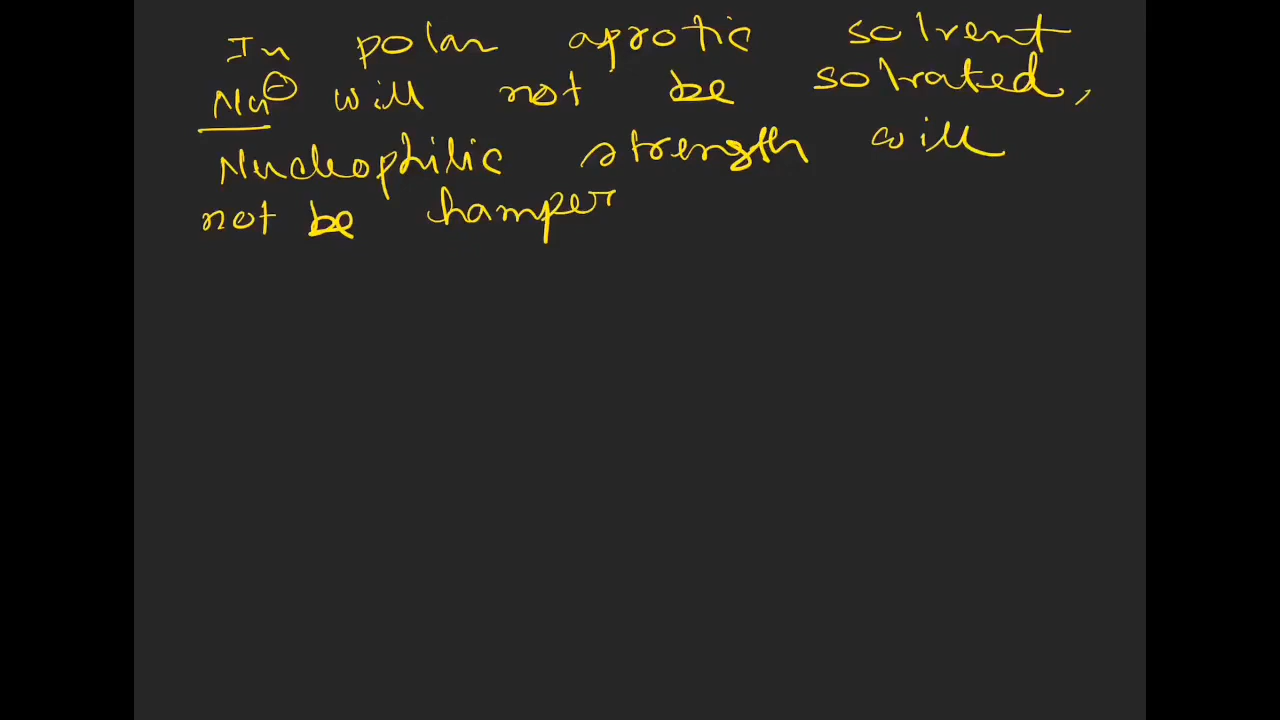 In polar aprotic solvent
Nu⊖ will not be solvated,
Nucleophilic strength will
not be hamper